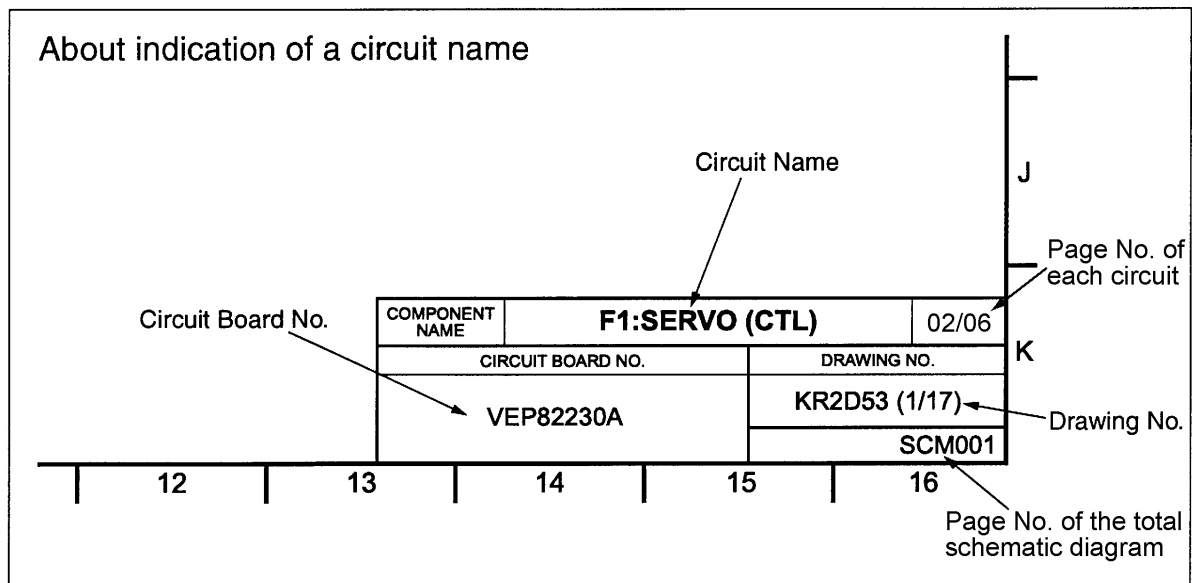 About indication of a circuit name
Circuit Name
J
Page No. of
each circuit
Circuit Board No.
COMPONENT
NAME
F1:SERVO (CTL)
02/06
K
CIRCUIT BOARD NO.
DRAWING NO.
VEP82230A
KR2D53 (1/17)
Drawing No.
SCM001
12
13
14
15
16
Page No. of the total
schematic diagram